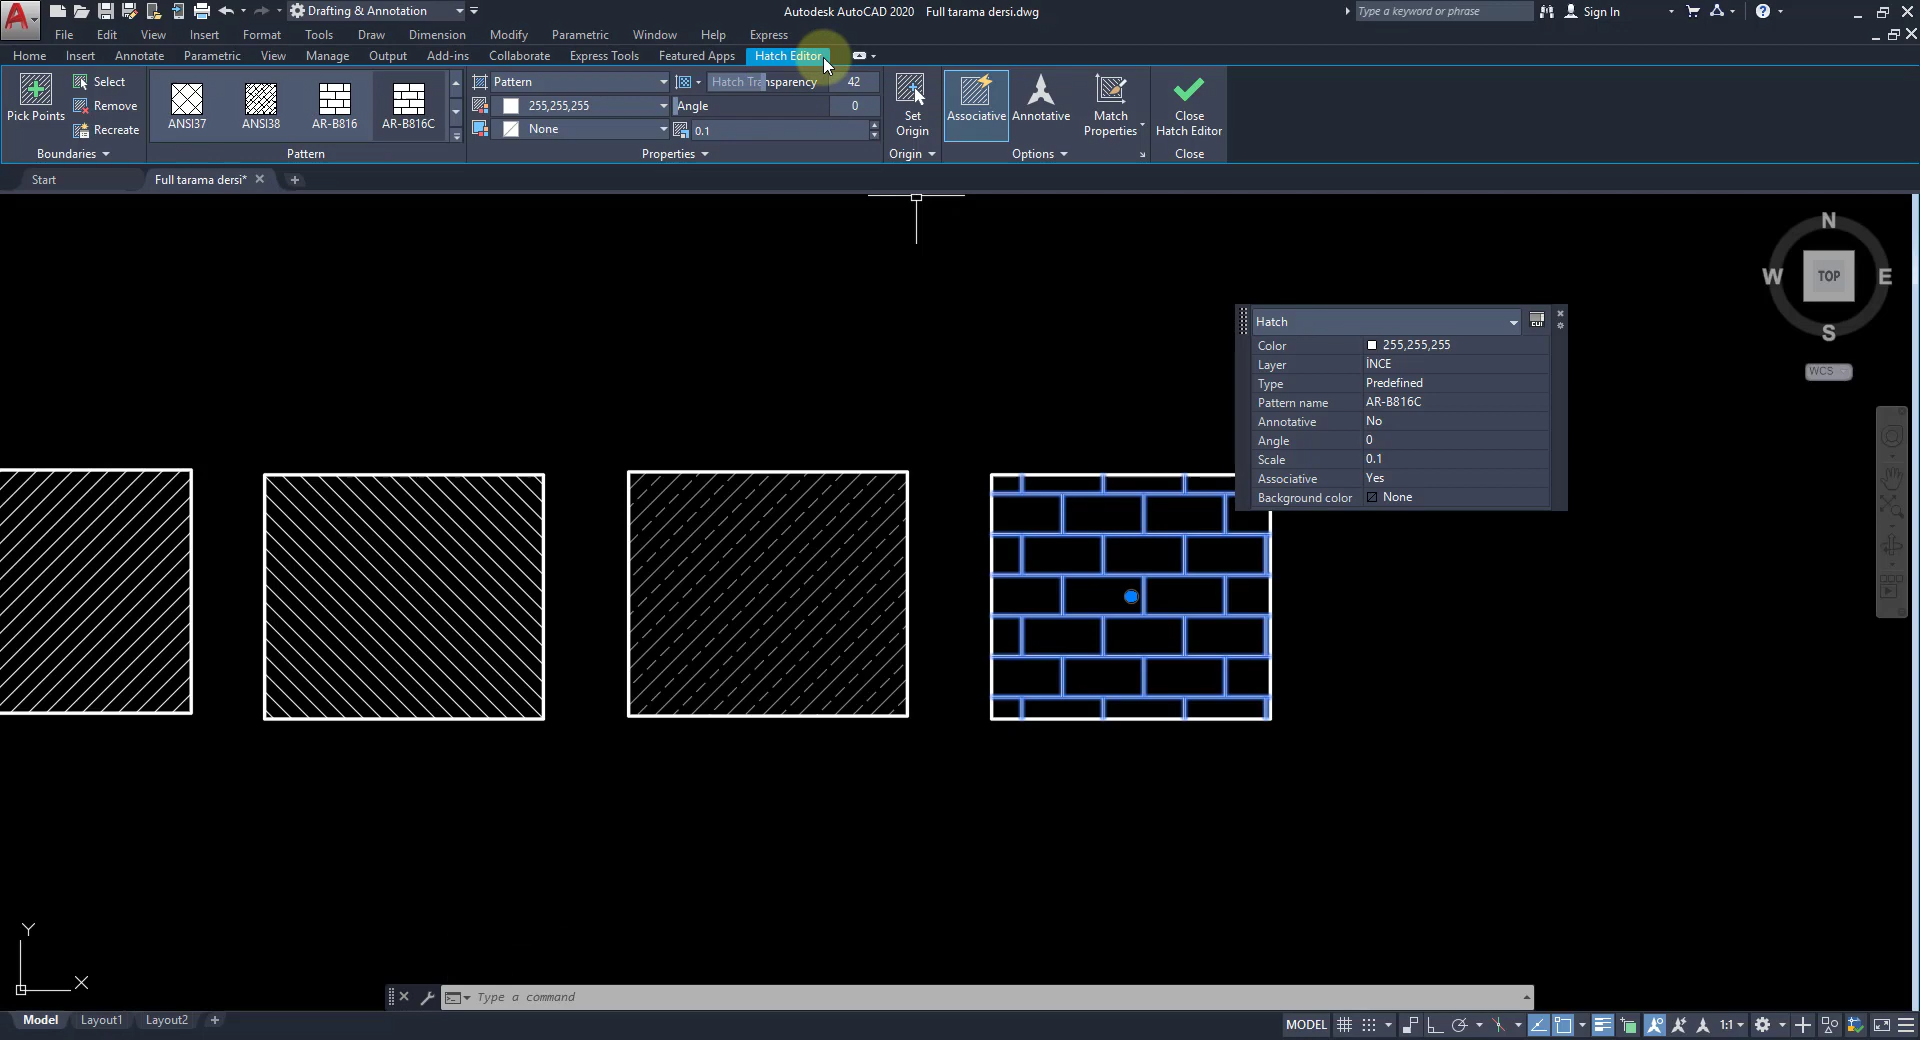 Drafting & Annotation
Autodesk AutoCAD 2020 Full tarama dersi.dwg
Type a keyword or phrase
Sign In
File Edit View Insert Format Tools Draw Dimension Modify Parametric Window Help Express
Home Insert Annotate Parametric View Manage Output Add-ins Collaborate Express Tools Featured Apps Hatch Editor
Pick Points
Select
Remove
Recreate
Boundaries
ANSI37 ANSI38 AR-B816 AR-B816C
Pattern
Pattern
255,255,255
None
Hatch Transparency 42
Angle 0
0.1
Properties
Set
Origin
Origin
Associative
Annotative
Match
Properties
Options
Close
Hatch Editor
Close
Start
Full tarama dersi*
N
W TOP E
S
WCS
Hatch
CUI
Color 255,255,255
Layer İNCE
Type Predefined
Pattern name AR-B816C
Annotative No
Angle 0
Scale 0.1
Associative Yes
Background color None
Y
X
Type a command
Model Layout1 Layout2
MODEL
1:1